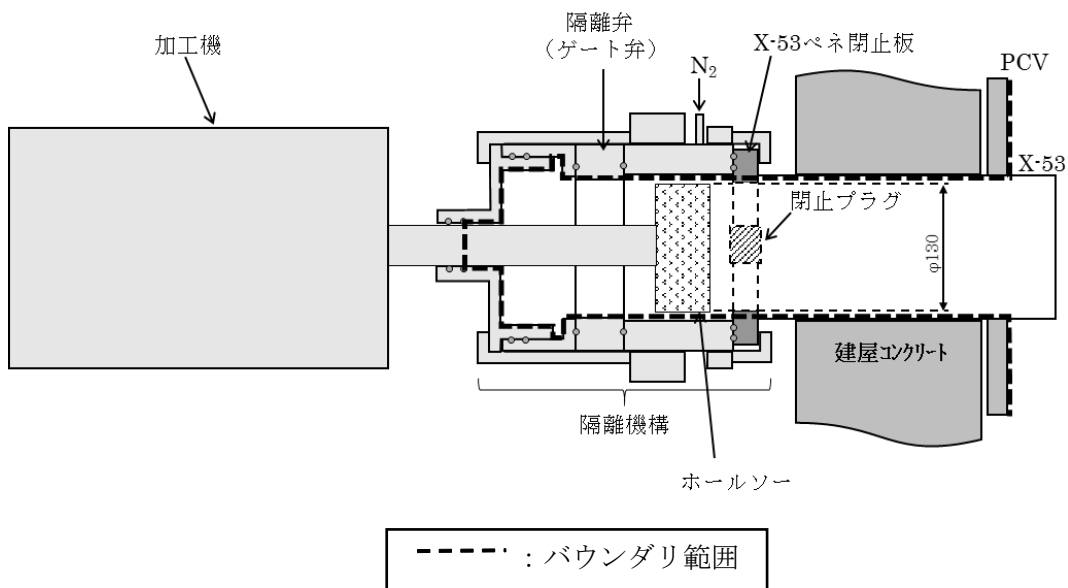 加工機
隔離弁
（ゲート弁）
N₂
X-53ペネ閉止板
PCV
X-53
閉止プラグ
φ130
建屋コンクリート
隔離機構
ホールソー
：バウンダリ範囲